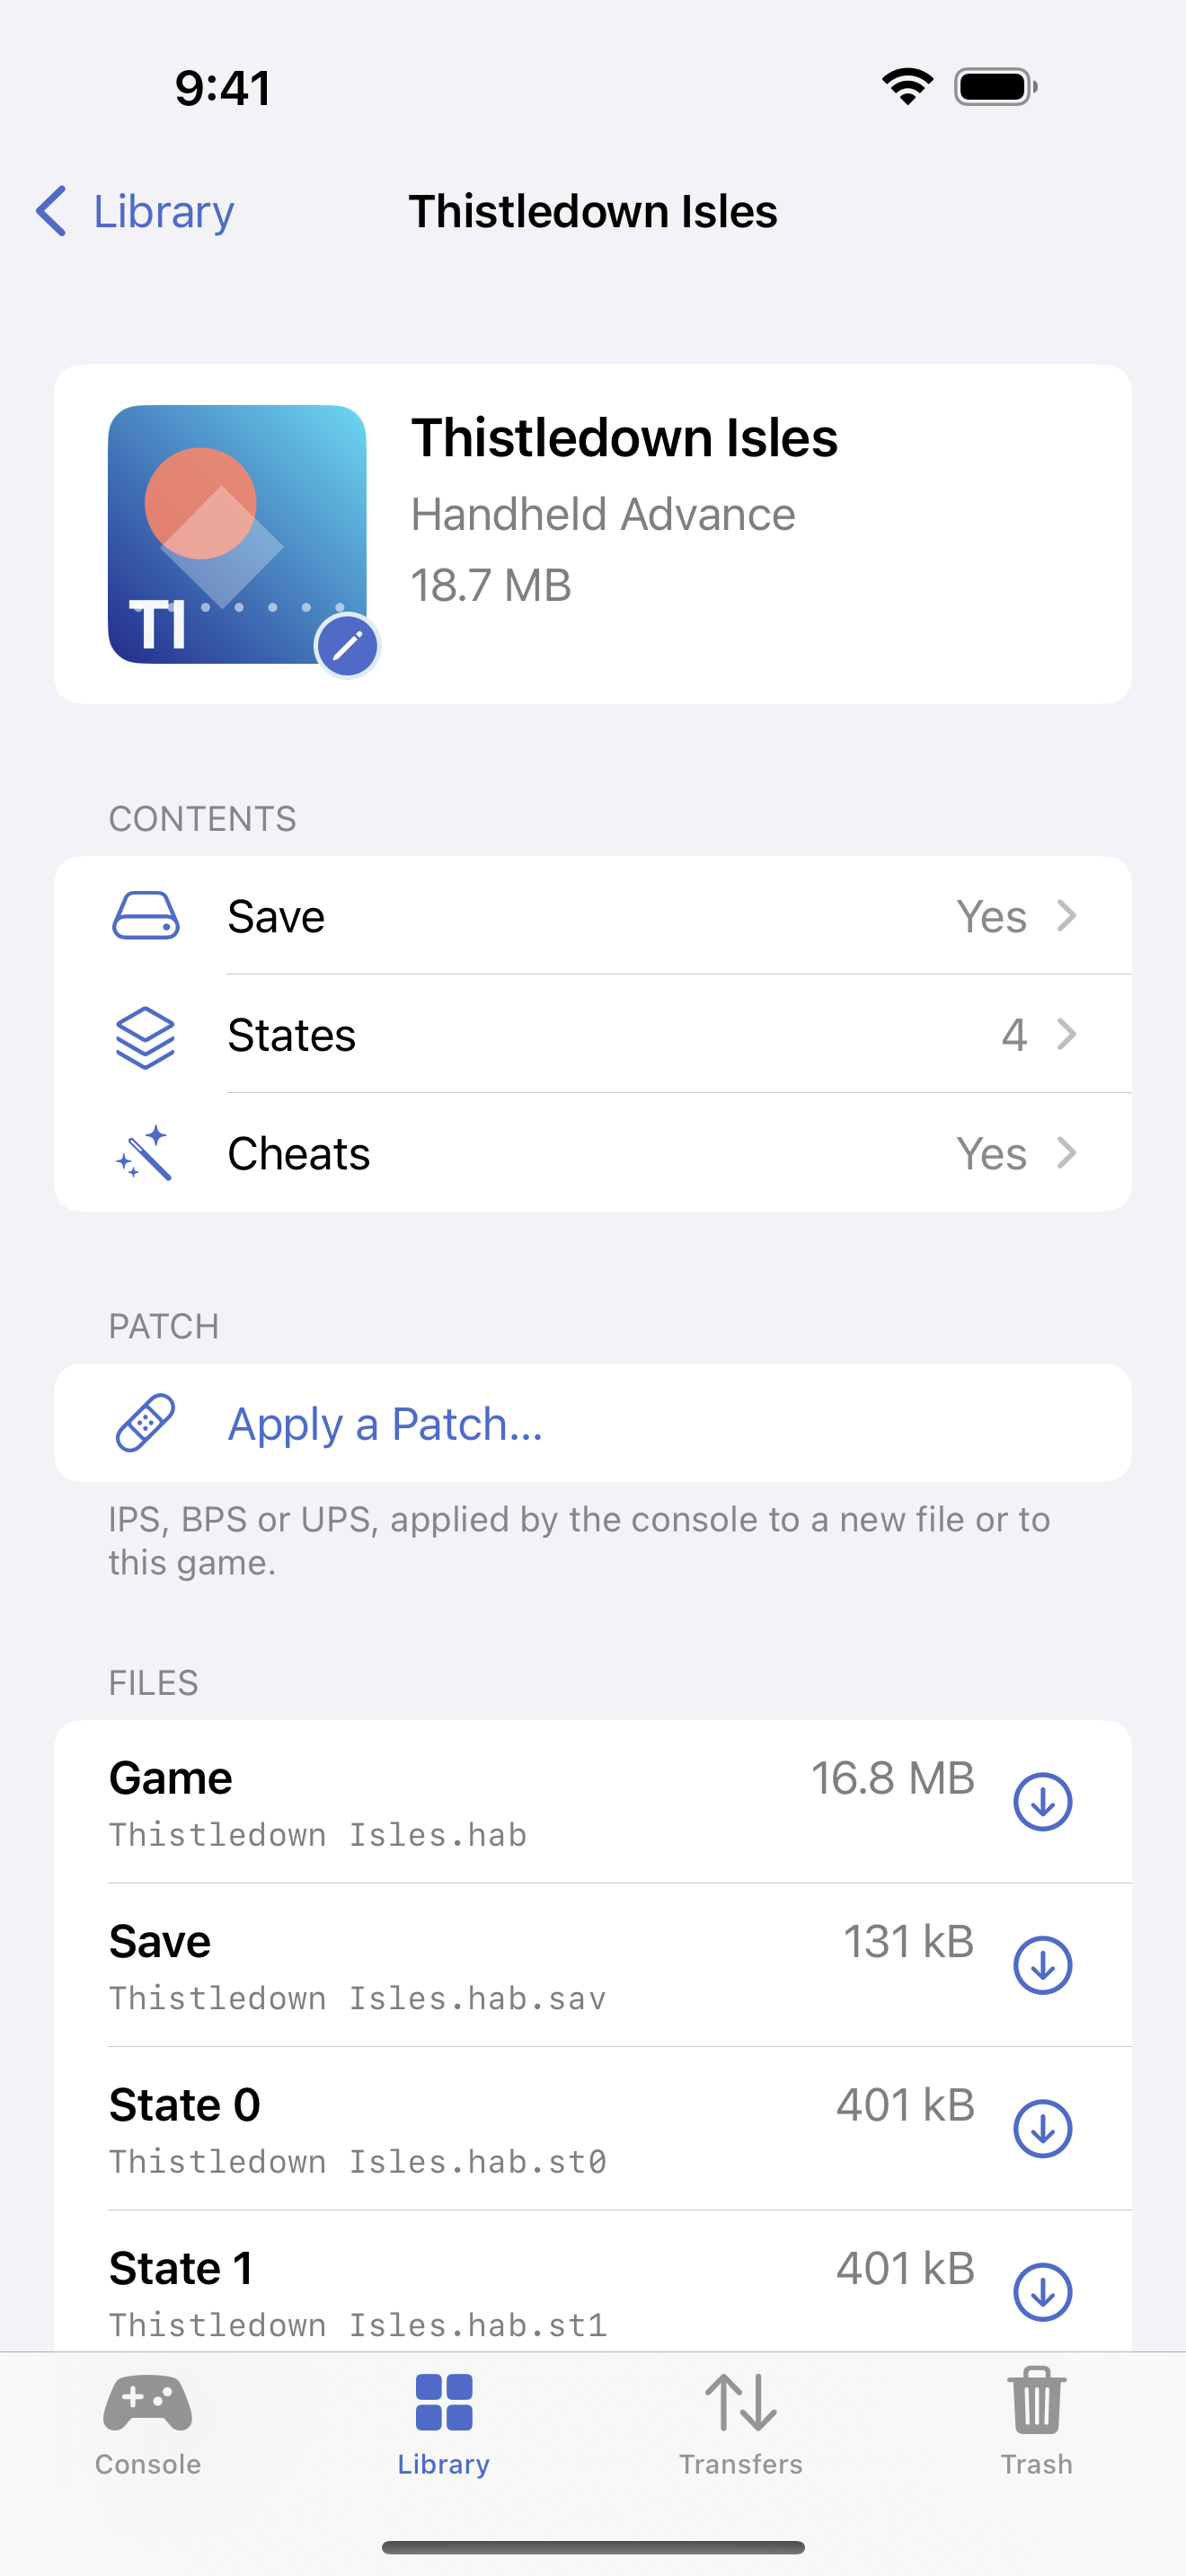 9:41
Library
Thistledown Isles
Thistledown Isles
Handheld Advance
18.7 MB
TI
CONTENTS
Save Yes
States 4
Cheats Yes
PATCH
Apply a Patch...
IPS, BPS or UPS, applied by the console to a new file or to
this game.
FILES
Game 16.8 MB
Thistledown Isles.hab
Save 131 kB
Thistledown Isles.hab.sav
State 0 401 kB
Thistledown Isles.hab.st0
State 1 401 kB
Thistledown Isles.hab.st1
Console Library Transfers Trash